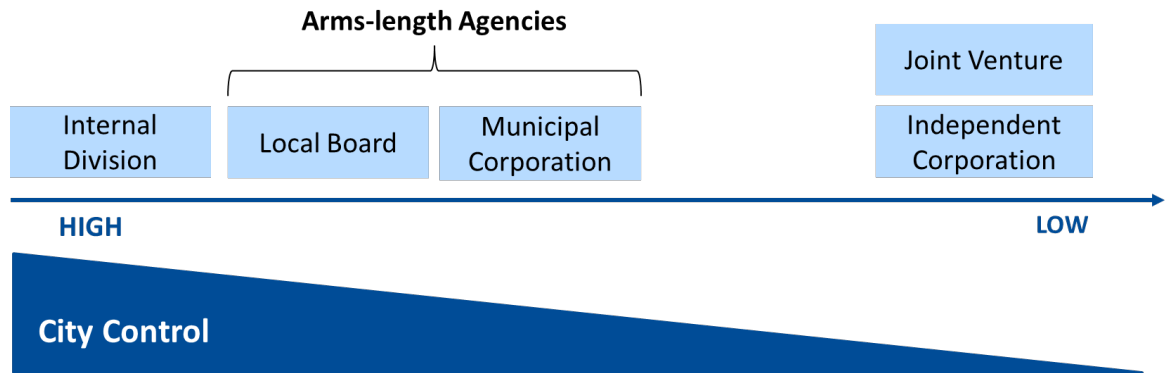 Arms-length Agencies
Joint Venture
Internal
Division
Local Board
Municipal
Corporation
Independent
Corporation
HIGH
LOW
City Control